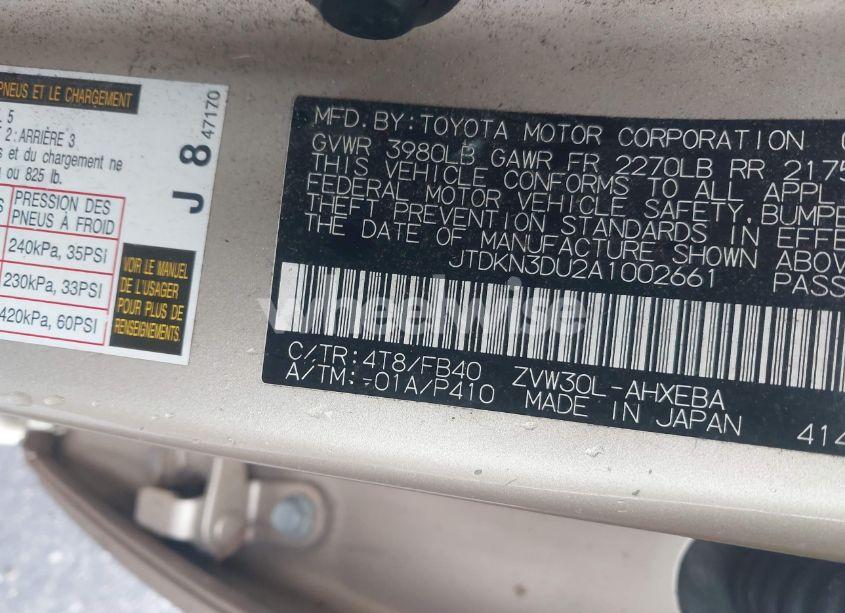 PNEUS ET LE CHARGEMENT
5
2 : ARRIÈRE 3
s et du chargement ne
ou 825 lb.
PRESSION DES
PNEUS À FROID
240kPa, 35PSI
230kPa, 33PSI
420kPa, 60PSI
VOIR LE MANUEL
DE L'USAGER
POUR PLUS DE
RENSEIGNEMENTS.
J 8 47170
MFD. BY: TOYOTA MOTOR CORPORATION
GVWR 3980LB GAWR FR 2270LB RR 2175
THIS VEHICLE CONFORMS TO ALL APPL
FEDERAL MOTOR VEHICLE SAFETY, BUMPE
THEFT PREVENTION STANDARDS IN EFFE
THE DATE OF MANUFACTURE SHOWN ABOV
JTDKN3DU2A1002661 PASS
C/TR: 4T8/FB40 ZVW30L-AHXEBA
A/TM: -01A/P410 MADE IN JAPAN 414
wheelwise